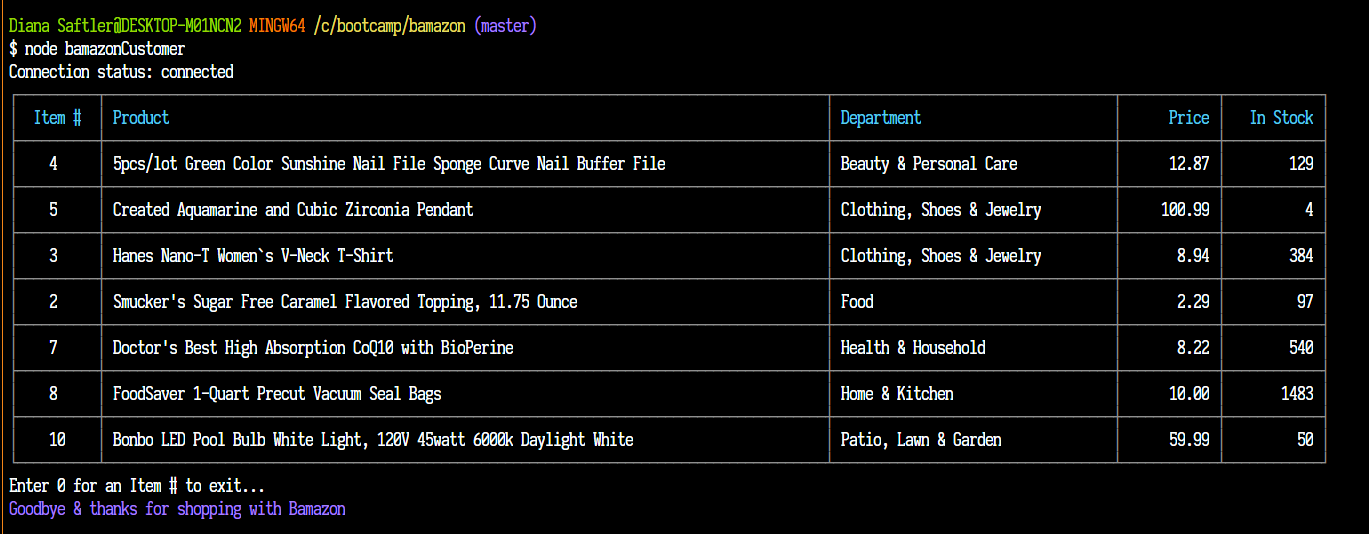 Diana Saftler@DESKTOP-M01NCN2 MINGW64 /c/bootcamp/bamazon (master)
$ node bamazonCustomer
Connection status: connected
Item # Product Department Price In Stock
4 5pcs/lot Green Color Sunshine Nail File Sponge Curve Nail Buffer File Beauty & Personal Care 12.87 129
5 Created Aquamarine and Cubic Zirconia Pendant Clothing, Shoes & Jewelry 100.99 4
3 Hanes Nano-T Women`s V-Neck T-Shirt Clothing, Shoes & Jewelry 8.94 384
2 Smucker's Sugar Free Caramel Flavored Topping, 11.75 Ounce Food 2.29 97
7 Doctor's Best High Absorption CoQ10 with BioPerine Health & Household 8.22 540
8 FoodSaver 1-Quart Precut Vacuum Seal Bags Home & Kitchen 10.00 1483
10 Bonbo LED Pool Bulb White Light, 120V 45watt 6000k Daylight White Patio, Lawn & Garden 59.99 50
Enter 0 for an Item # to exit...
Goodbye & thanks for shopping with Bamazon